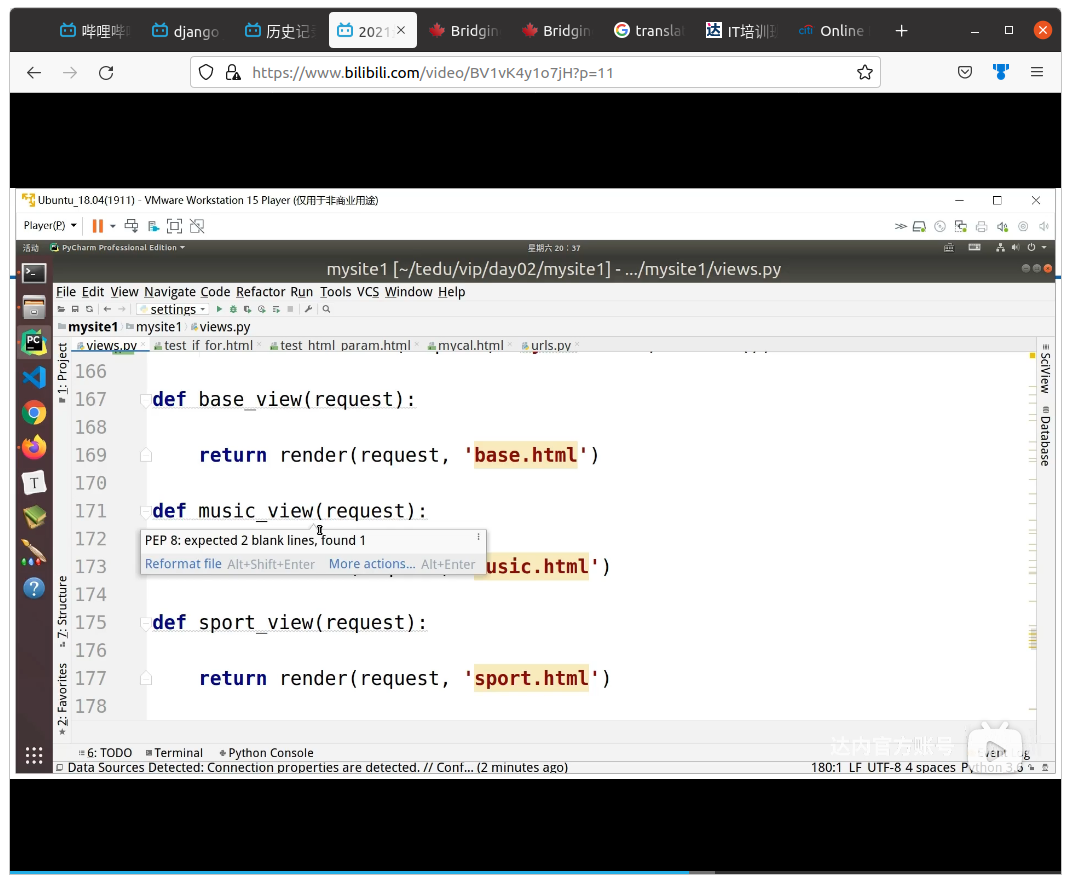 哔哩哔
django
历史记
2021
Bridgin
Bridgin
transla
达 IT培训
citi Online
https://www.bilibili.com/video/BV1vK4y1o7jH?p=11
Ubuntu_18.04(1911) - VMware Workstation 15 Player (仅用于非商业用途)
Player(P)
活动 PyCharm Professional Edition 星期六 20：37
mysite1 [~/tedu/vip/day02/mysite1] - .../mysite1/views.py
File Edit View Navigate Code Refactor Run Tools VCS Window Help
settings
mysite1 mysite1 views.py
views.py test_if_for.html test_html_param.html mycal.html urls.py
1: Project
7: Structure
2: Favorites
SciView
Database
166
167 def base_view(request):
168
169 return render(request, 'base.html')
170
171 def music_view(request):
172
PEP 8: expected 2 blank lines, found 1
Reformat file Alt+Shift+Enter More actions... Alt+Enter
173 usic.html')
174
175 def sport_view(request):
176
177 return render(request, 'sport.html')
178
达内官方账号
6: TODO Terminal Python Console Event Log
Data Sources Detected: Connection properties are detected. // Conf... (2 minutes ago) 180:1 LF UTF-8 4 spaces Python 3.6